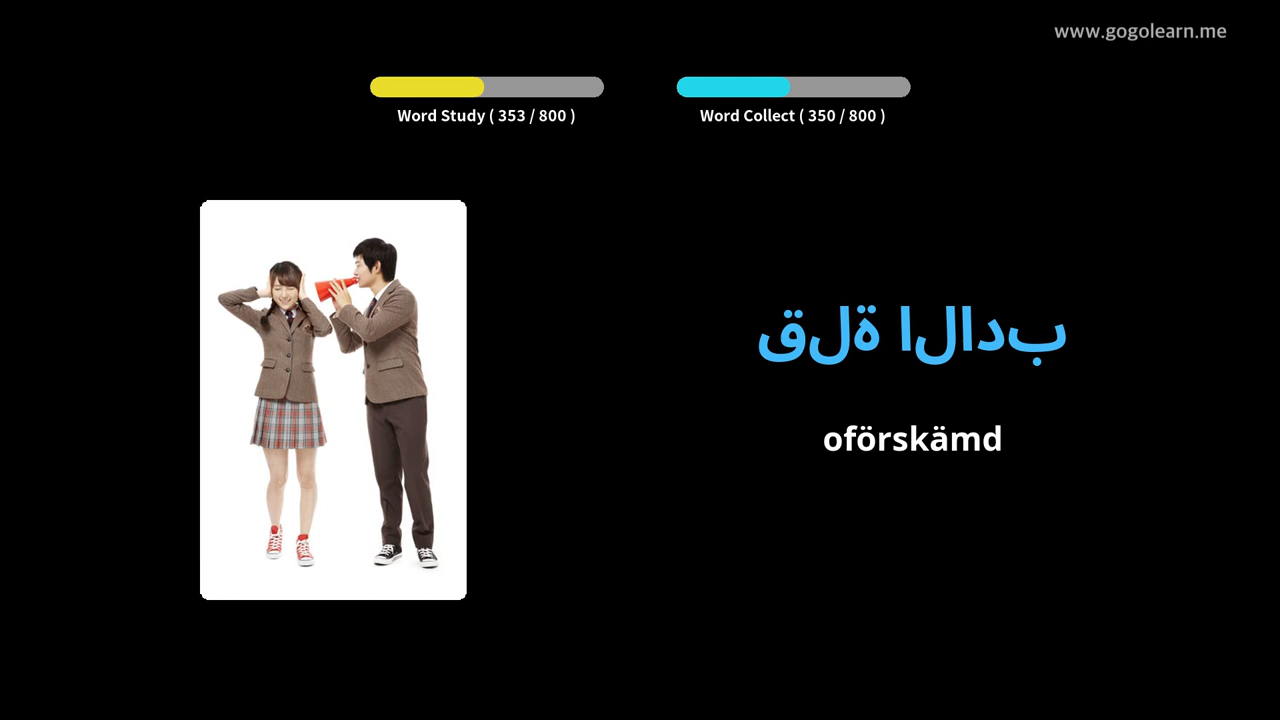 www.gogolearn.me
Word Study ( 353 / 800 )
Word Collect ( 350 / 800 )
قلة الادب
oförskämd